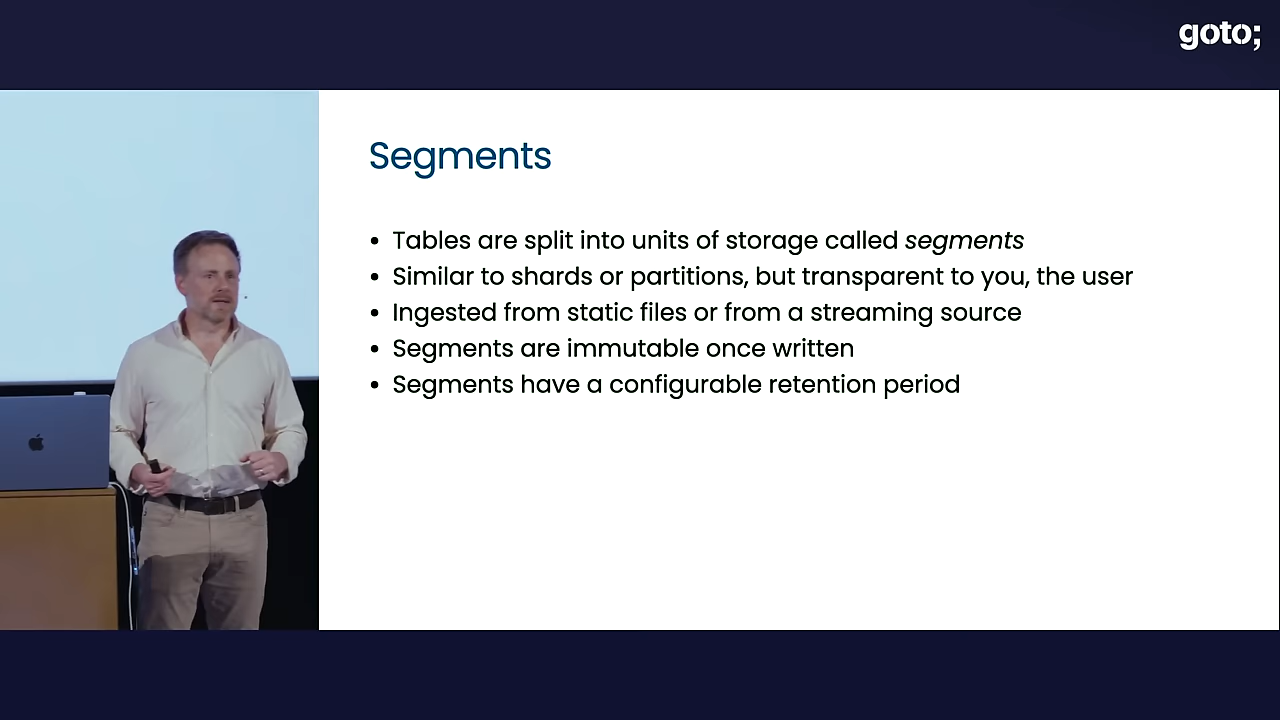 goto;
Segments
• Tables are split into units of storage called segments
• Similar to shards or partitions, but transparent to you, the user
• Ingested from static files or from a streaming source
• Segments are immutable once written
• Segments have a configurable retention period